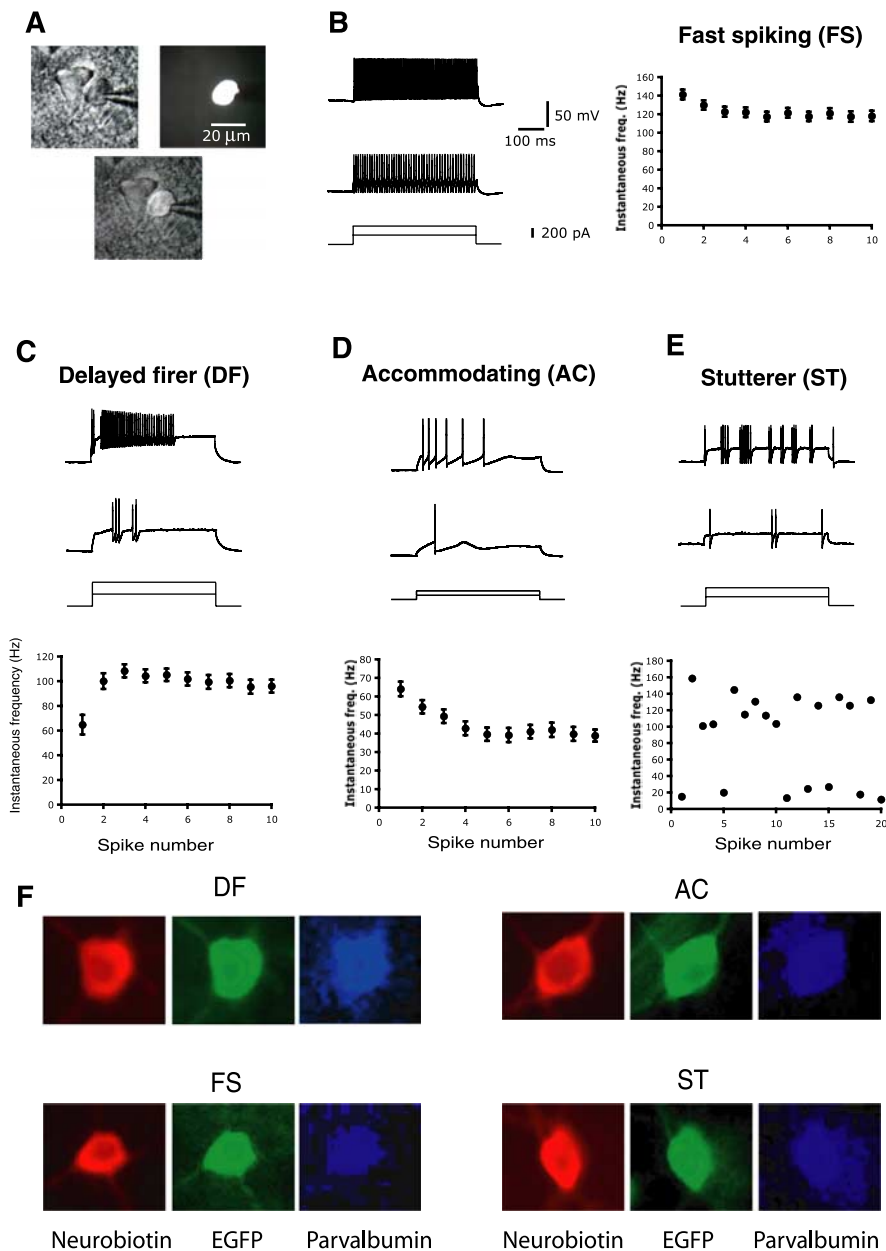 A
20 µm
B
50 mV
100 ms
200 pA
Fast spiking (FS)
Instantaneous freq. (Hz)
160
140
120
100
80
60
40
20
0
0 2 4 6 8 10
C
Delayed firer (DF)
Instantaneous frequency (Hz)
120
100
80
60
40
20
0
0 2 4 6 8 10
Spike number
D
Accommodating (AC)
Instantaneous freq. (Hz)
80
70
60
50
40
30
20
10
0
0 2 4 6 8 10
Spike number
E
Stutterer (ST)
Instantaneous freq. (Hz)
180
160
140
120
100
80
60
40
20
0
0 5 10 15 20
Spike number
F
DF
AC
FS
ST
Neurobiotin EGFP Parvalbumin
Neurobiotin EGFP Parvalbumin